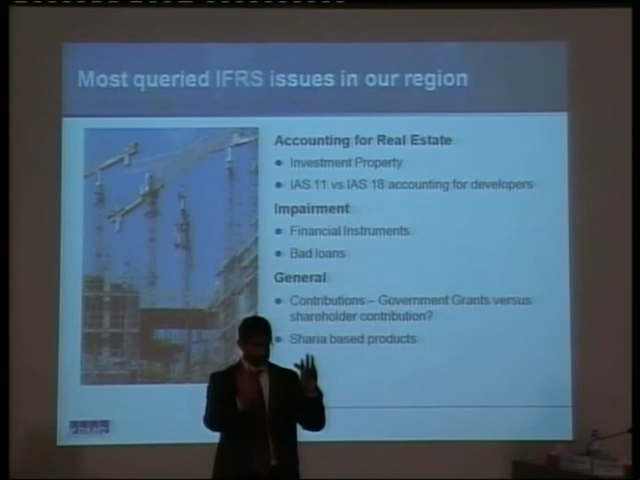 Most queried IFRS issues in our region
Accounting for Real Estate
Investment Property
IAS 11 vs IAS 18 accounting for developers
Impairment
Financial Instruments
Bad loans
General
Contributions – Government Grants versus
shareholder contribution?
Sharia based products
KPMG